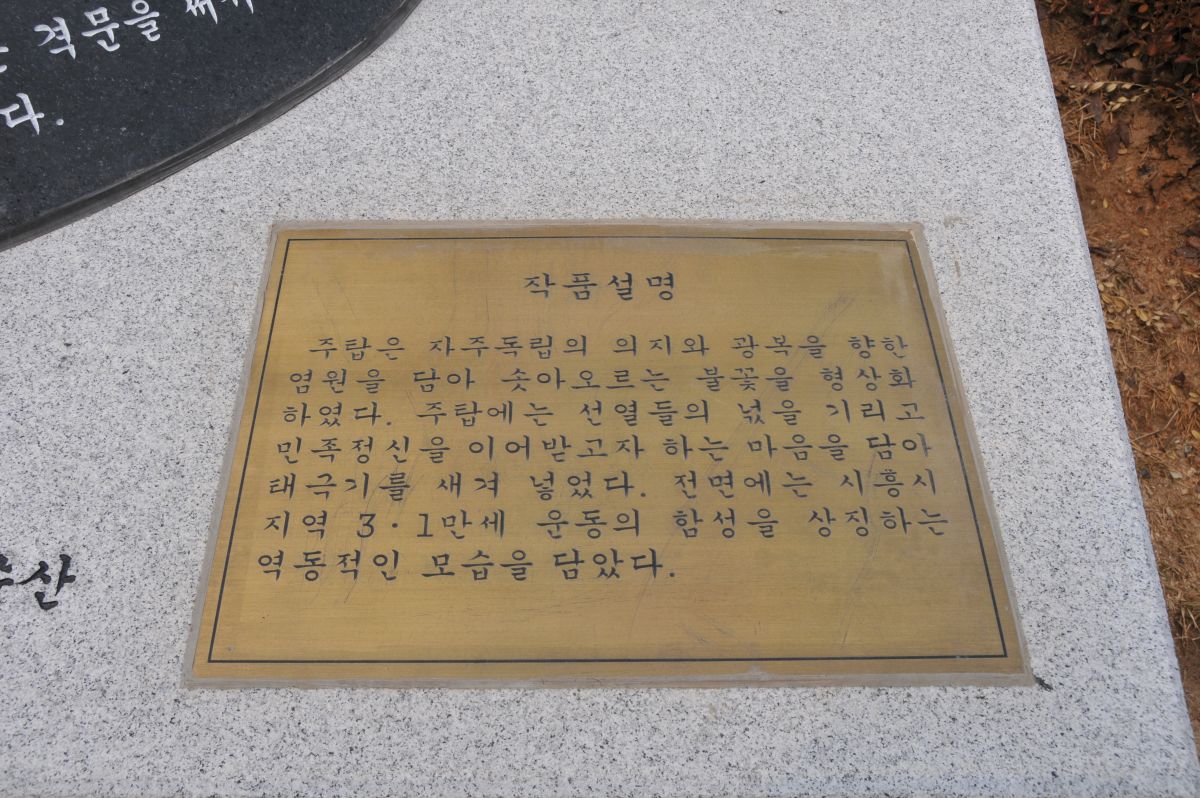 격문을
다.
작품설명
주탑은 자주독립의 의지와 광복을 향한
염원을 담아 솟아오르는 불꽃을 형상화
하였다. 주탑에는 선열들의 넋을 기리고
민족정신을 이어받고자 하는 마음을 담아
태극기를 새겨 넣었다. 전면에는 시흥시
지역 3·1만세 운동의 함성을 상징하는
역동적인 모습을 담았다.
산